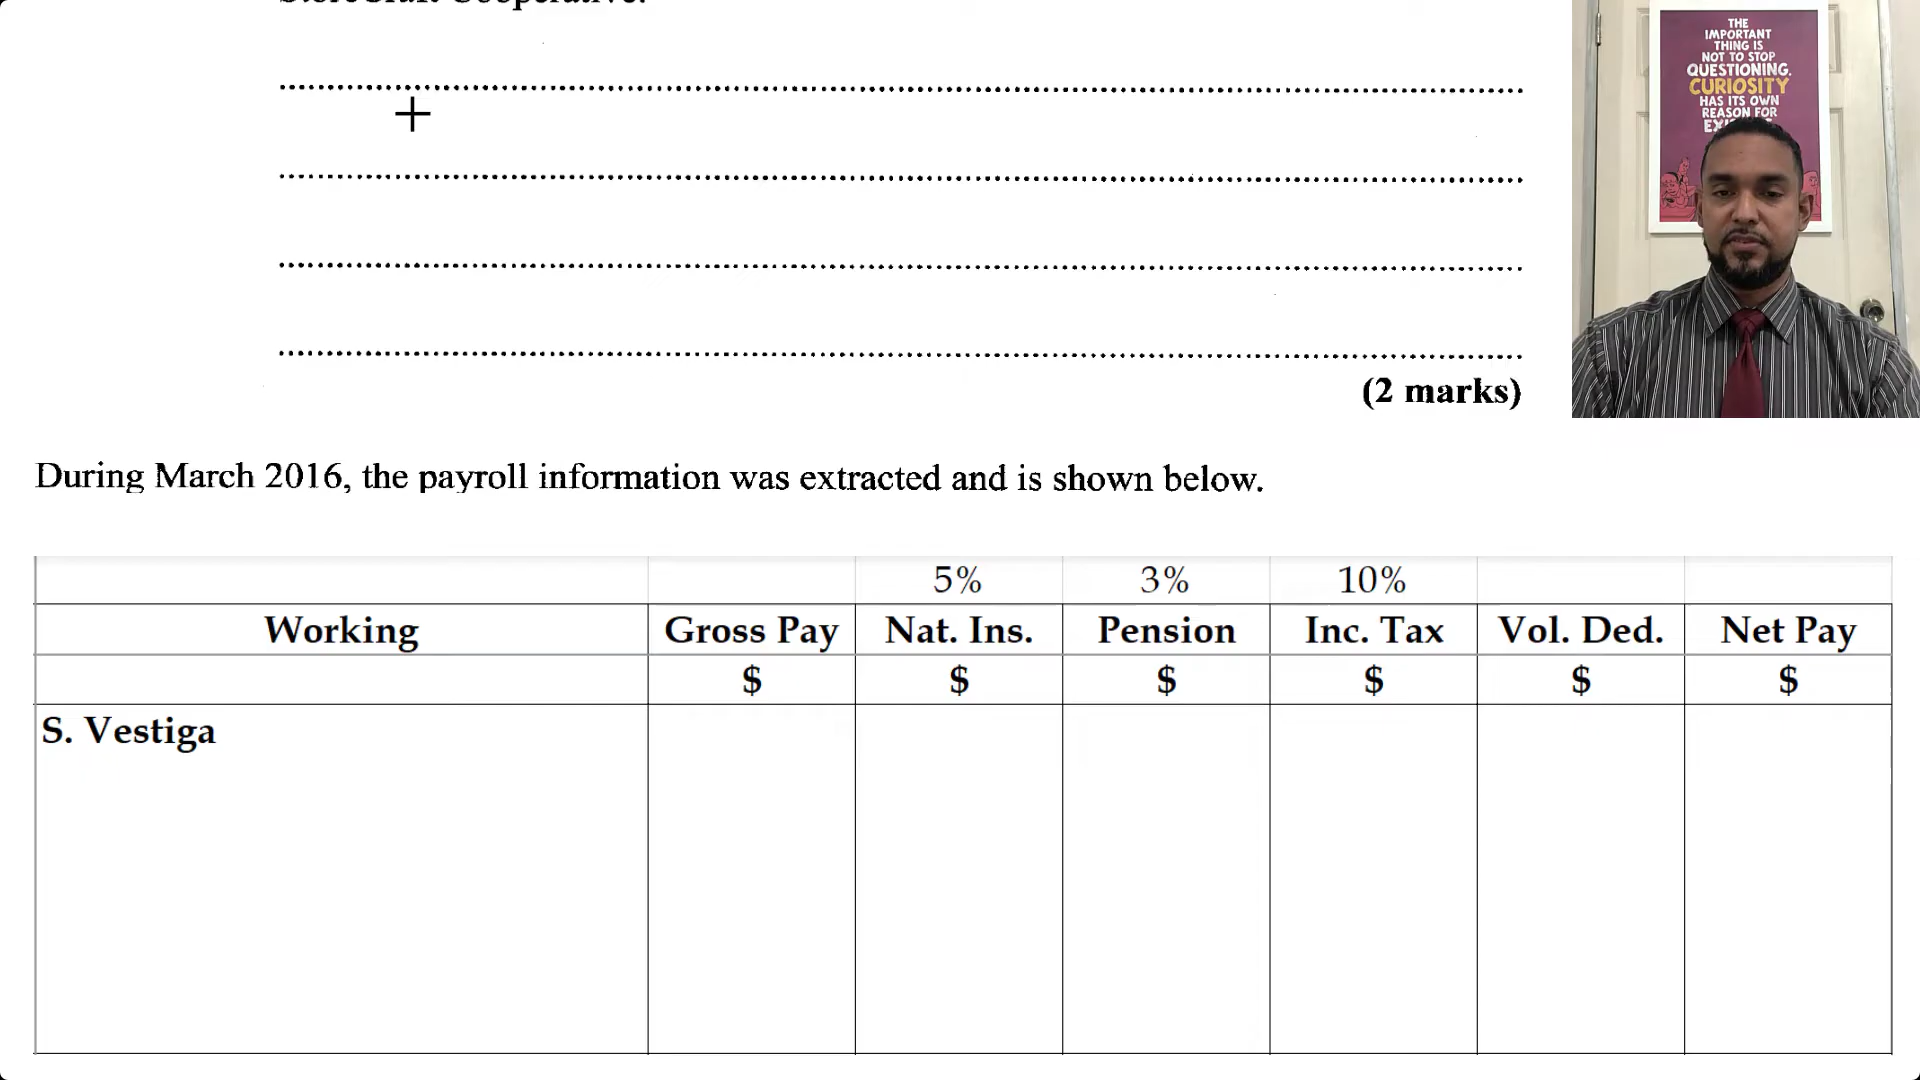 (2 marks)
During March 2016, the payroll information was extracted and is shown below.
5% 3% 10%
Working Gross Pay Nat. Ins. Pension Inc. Tax Vol. Ded. Net Pay
$ $ $ $ $ $
S. Vestiga
THE
IMPORTANT
THING IS
NOT TO STOP
QUESTIONING.
CURIOSITY
HAS ITS OWN
REASON FOR